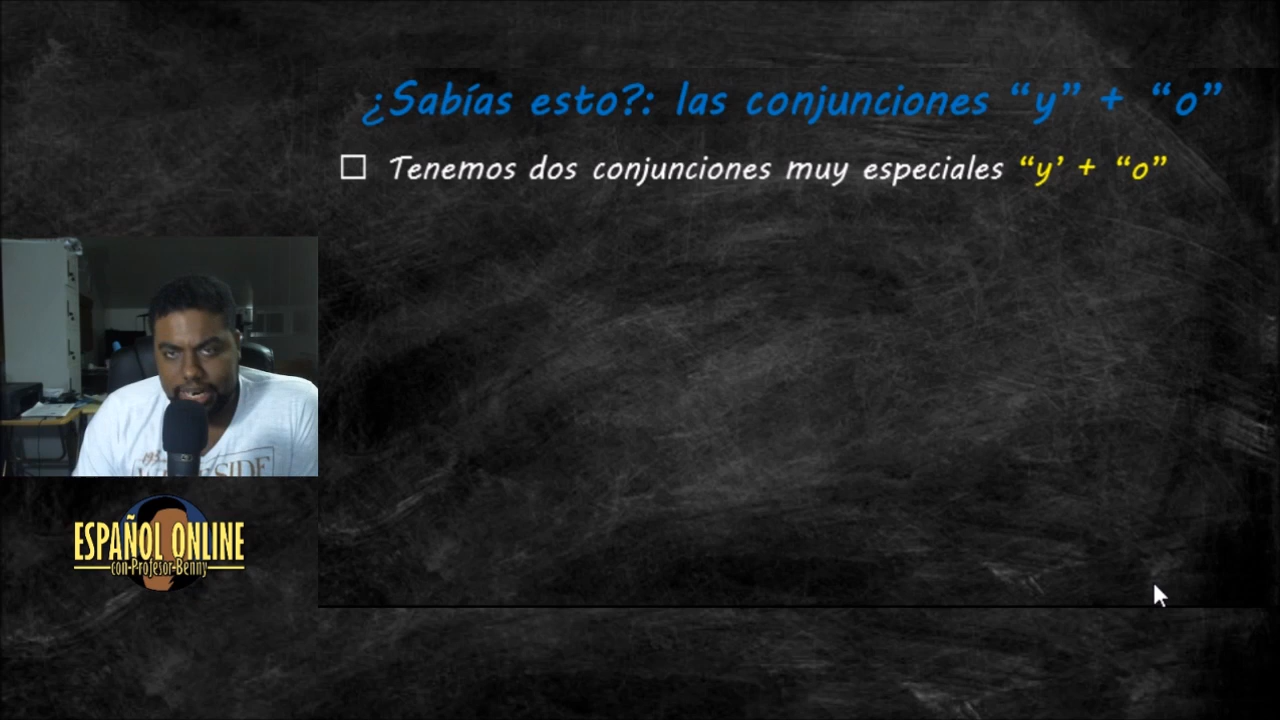 ¿Sabías esto?: las conjunciones “y” + “o”
Tenemos dos conjunciones muy especiales “y’ + “o”
ESPAÑOL ONLINE
con Profesor Benny